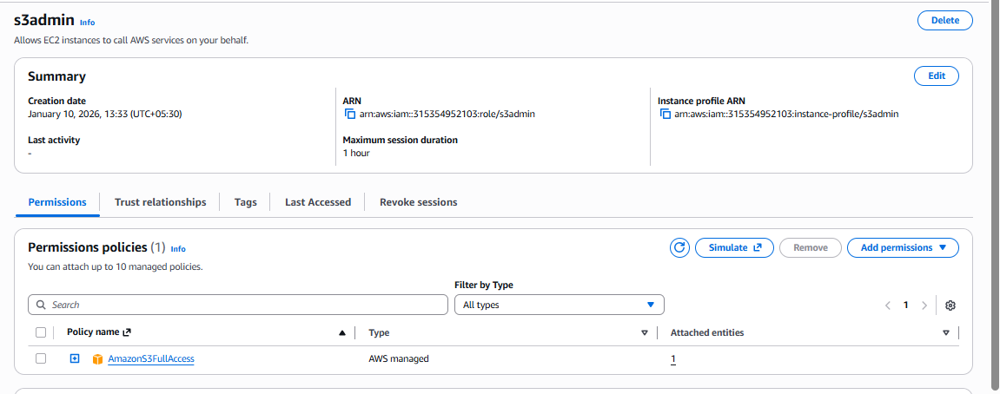 s3admin Info
Delete
Allows EC2 instances to call AWS services on your behalf.
Summary
Edit
Creation date
January 10, 2026, 13:33 (UTC+05:30)
ARN
arn:aws:iam::315354952103:role/s3admin
Instance profile ARN
arn:aws:iam::315354952103:instance-profile/s3admin
Last activity
-
Maximum session duration
1 hour
Permissions
Trust relationships
Tags
Last Accessed
Revoke sessions
Permissions policies (1) Info
Simulate
Remove
Add permissions
You can attach up to 10 managed policies.
Filter by Type
Search
All types
1
Policy name
Type
Attached entities
AmazonS3FullAccess
AWS managed
1